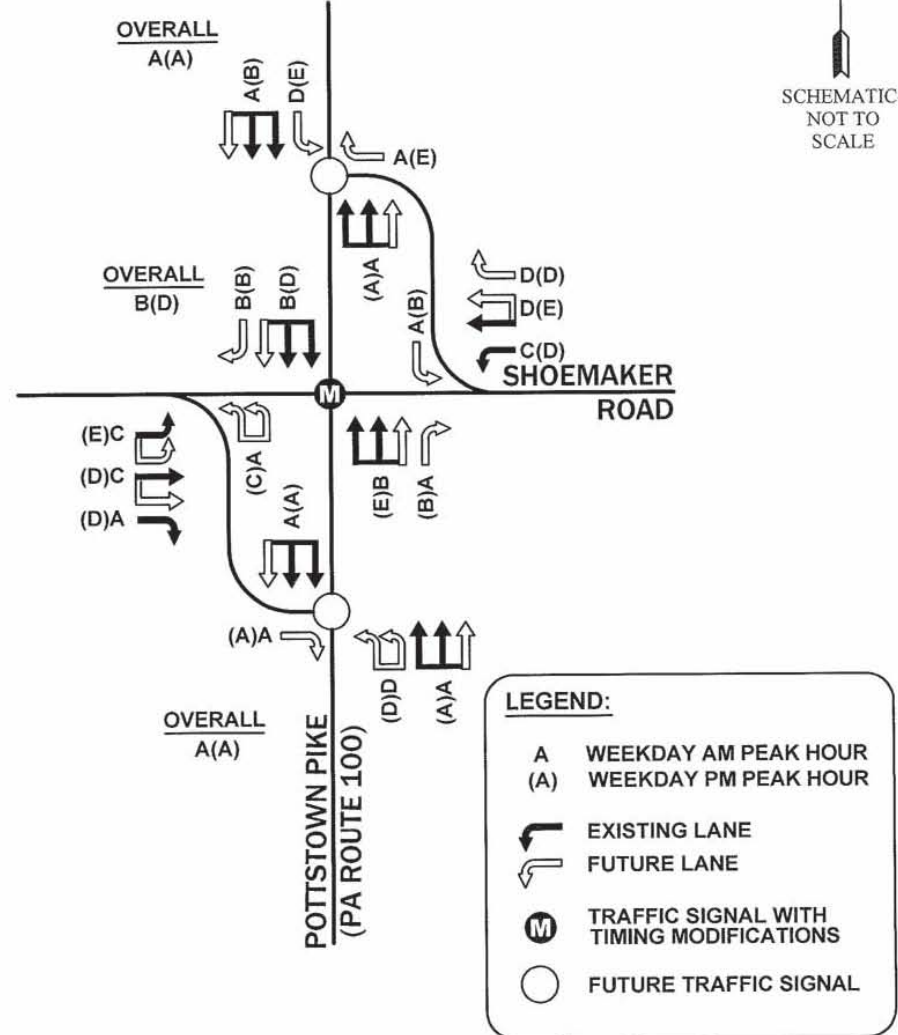 OVERALL
A(A)
A(B)
D(E)
SCHEMATIC
NOT TO
SCALE
A(E)
(A)A
OVERALL
B(D)
B(B)
B(D)
A(B)
D(D)
D(E)
C(D)
SHOEMAKER
ROAD
M
(E)C
(D)C
(D)A
(C)A
(E)B
(B)A
A(A)
(A)A
(D)D
(A)A
OVERALL
A(A)
POTTSTOWN PIKE
(PA ROUTE 100)
LEGEND:
A WEEKDAY AM PEAK HOUR
(A) WEEKDAY PM PEAK HOUR
EXISTING LANE
FUTURE LANE
M TRAFFIC SIGNAL WITH
TIMING MODIFICATIONS
FUTURE TRAFFIC SIGNAL